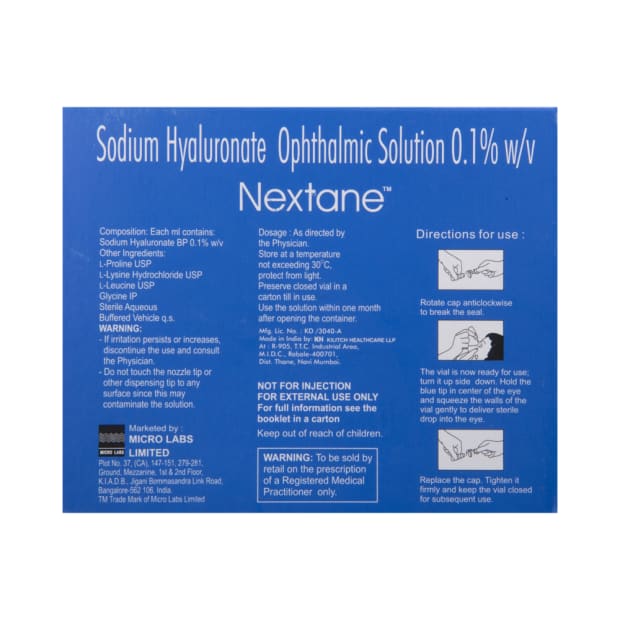 Sodium Hyaluronate Ophthalmic Solution 0.1% w/v
Nextane™
Composition: Each ml contains:
Sodium Hyaluronate BP 0.1% w/v
Other Ingredients:
L-Proline USP
L-Lysine Hydrochloride USP
L-Leucine USP
Glycine IP
Sterile Aqueous
Buffered Vehicle q.s.
WARNING:
- If irritation persists or increases,
discontinue the use and consult
the Physician.
- Do not touch the nozzle tip or
other dispensing tip to any
surface since this may
contaminate the solution.
Marketed by :
MICRO LABS
LIMITED
MICRO LABS
Plot No. 37, (CA), 147-151, 279-281,
Ground, Mezzanine, 1st & 2nd Floor,
K.I.A.D.B., Jigani Bommasandra Link Road,
Bangalore-562 106, India.
TM Trade Mark of Micro Labs Limited
Dosage : As directed by
the Physician.
Store at a temperature
not exceeding 30°C,
protect from light.
Preserve closed vial in a
carton till in use.
Use the solution within one month
after opening the container.
Mfg. Lic. No. : KD /3040-A
Made in India by: KH KILITCH HEALTHCARE LLP
At : R-905, T.T.C. Industrial Area,
M.I.D.C., Rabale-400701,
Dist. Thane, Navi Mumbai.
NOT FOR INJECTION
FOR EXTERNAL USE ONLY
For full information see the
booklet in a carton
Keep out of reach of children.
WARNING: To be sold by
retail on the prescription
of a Registered Medical
Practitioner only.
Directions for use :
Rotate cap anticlockwise
to break the seal.
The vial is now ready for use;
turn it up side down. Hold the
blue tip in center of the eye
and squeeze the walls of the
vial gently to deliver sterile
drop into the eye.
Replace the cap. Tighten it
firmly and keep the vial closed
for subsequent use.